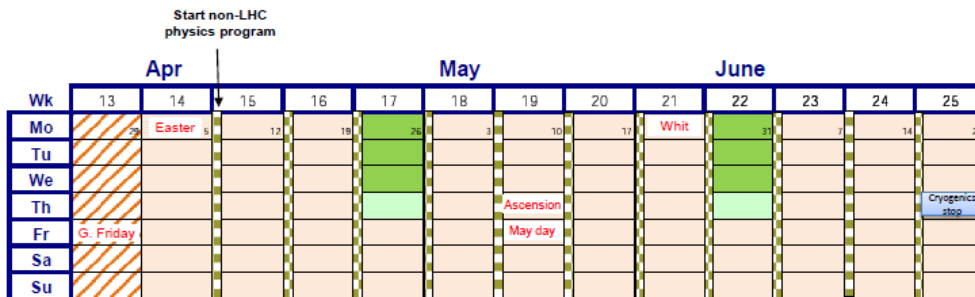 Start non-LHC
physics program
Apr May June
Wk 13 14 15 16 17 18 19 20 21 22 23 24 25
Mo 29 Easter 5 12 19 26 3 10 17 Whit 31 7 14
Tu
We
Th Ascension Cryogenics
stop
Fr G. Friday May day
Sa
Su